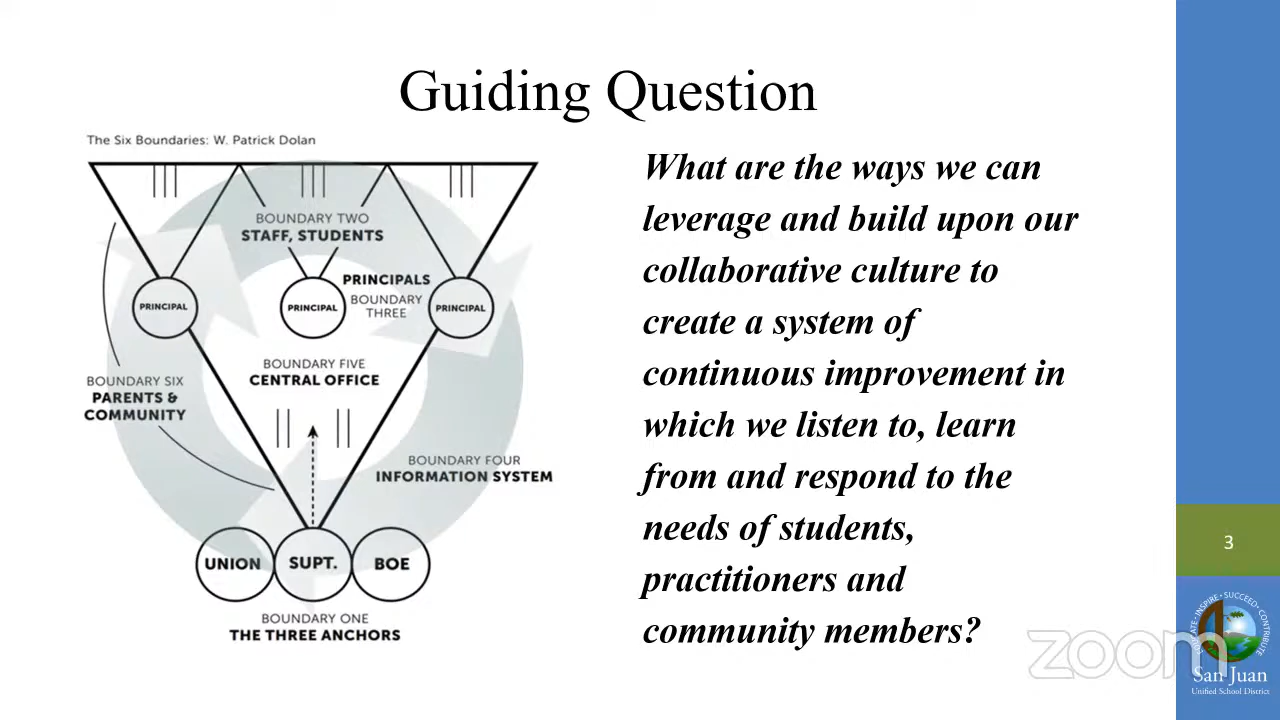 Guiding Question
The Six Boundaries: W. Patrick Dolan
BOUNDARY TWO
STAFF, STUDENTS
PRINCIPALS
BOUNDARY
THREE
PRINCIPAL
PRINCIPAL
PRINCIPAL
BOUNDARY FIVE
CENTRAL OFFICE
BOUNDARY SIX
PARENTS &
COMMUNITY
BOUNDARY FOUR
INFORMATION SYSTEM
UNION
SUPT.
BOE
BOUNDARY ONE
THE THREE ANCHORS
What are the ways we can
leverage and build upon our
collaborative culture to
create a system of
continuous improvement in
which we listen to, learn
from and respond to the
needs of students,
practitioners and
community members?
3
EDUCATE•INSPIRE•SUCCEED•CONTRIBUTE
San Juan
Unified School District
zoom